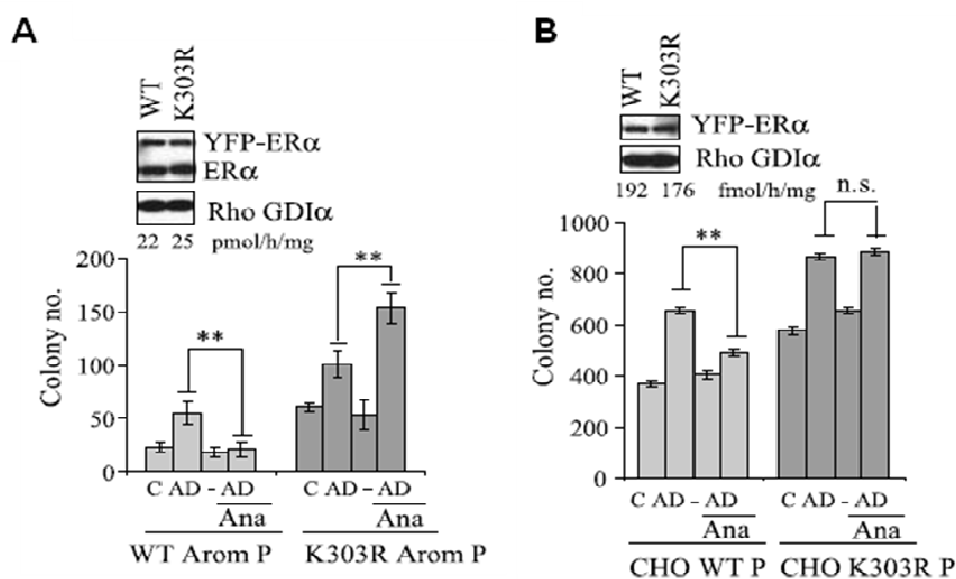 A
WT
K303R
YFP-ERα
ERα
Rho GDIα
22 25 pmol/h/mg
Colony no.
200
150
100
50
0
**
**
C AD - AD
C AD - AD
Ana
Ana
WT Arom P
K303R Arom P
B
WT
K303R
YFP-ERα
Rho GDIα
192 176 fmol/h/mg
Colony no.
1000
800
600
400
200
0
**
n.s.
C AD - AD
C AD - AD
Ana
Ana
CHO WT P
CHO K303R P